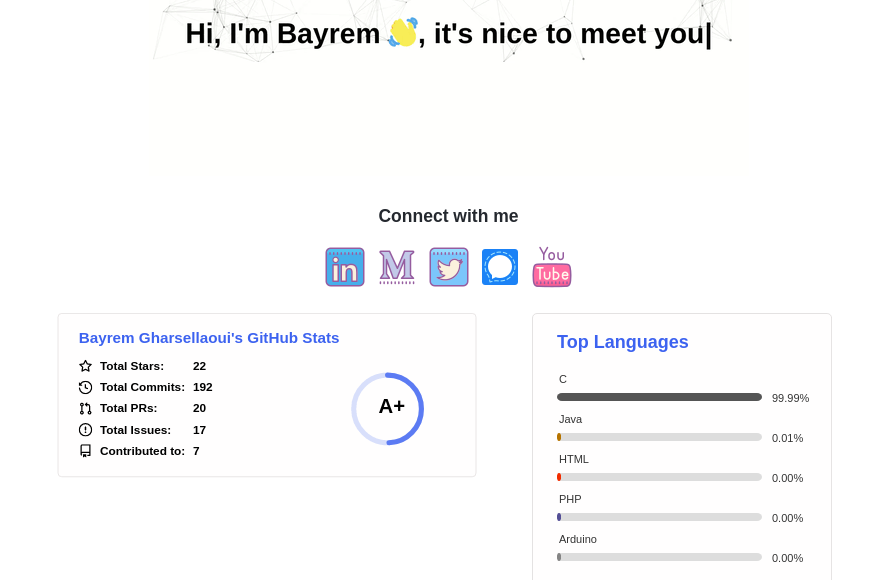 Hi, I'm Bayrem 👋, it's nice to meet you|
Connect with me
in
M
You
Tube
Bayrem Gharsellaoui's GitHub Stats
Total Stars: 22
Total Commits: 192
Total PRs: 20
Total Issues: 17
Contributed to: 7
A+
Top Languages
C
99.99%
Java
0.01%
HTML
0.00%
PHP
0.00%
Arduino
0.00%